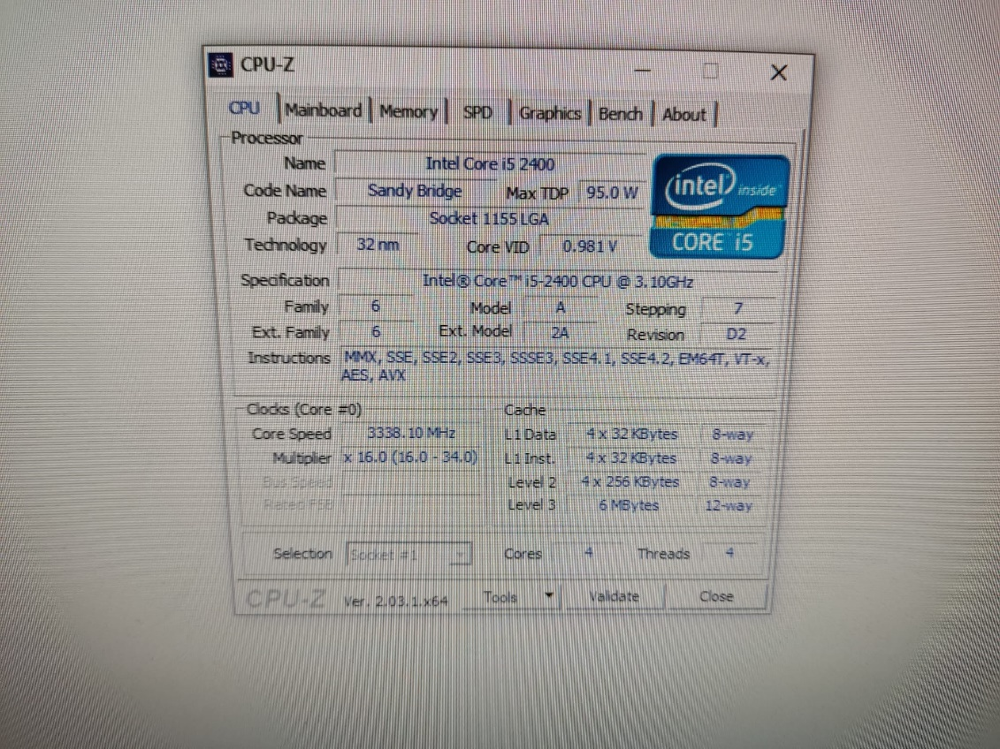 CPU-Z
CPU Mainboard Memory SPD Graphics Bench About
Processor
Name Intel Core i5 2400
Code Name Sandy Bridge Max TDP 95.0 W
Package Socket 1155 LGA
Technology 32 nm Core VID 0.981 V
intel inside
CORE i5
Specification Intel® Core™ i5-2400 CPU @ 3.10GHz
Family 6 Model A Stepping 7
Ext. Family 6 Ext. Model 2A Revision D2
Instructions MMX, SSE, SSE2, SSE3, SSSE3, SSE4.1, SSE4.2, EM64T, VT-x,
AES, AVX
Clocks (Core #0) Cache
Core Speed 3338.10 MHz L1 Data 4 x 32 KBytes 8-way
Multiplier x 16.0 (16.0 - 34.0) L1 Inst. 4 x 32 KBytes 8-way
Bus Speed Level 2 4 x 256 KBytes 8-way
Rated FSB Level 3 6 MBytes 12-way
Selection Socket #1 Cores 4 Threads 4
CPU-Z Ver. 2.03.1.x64 Tools Validate Close